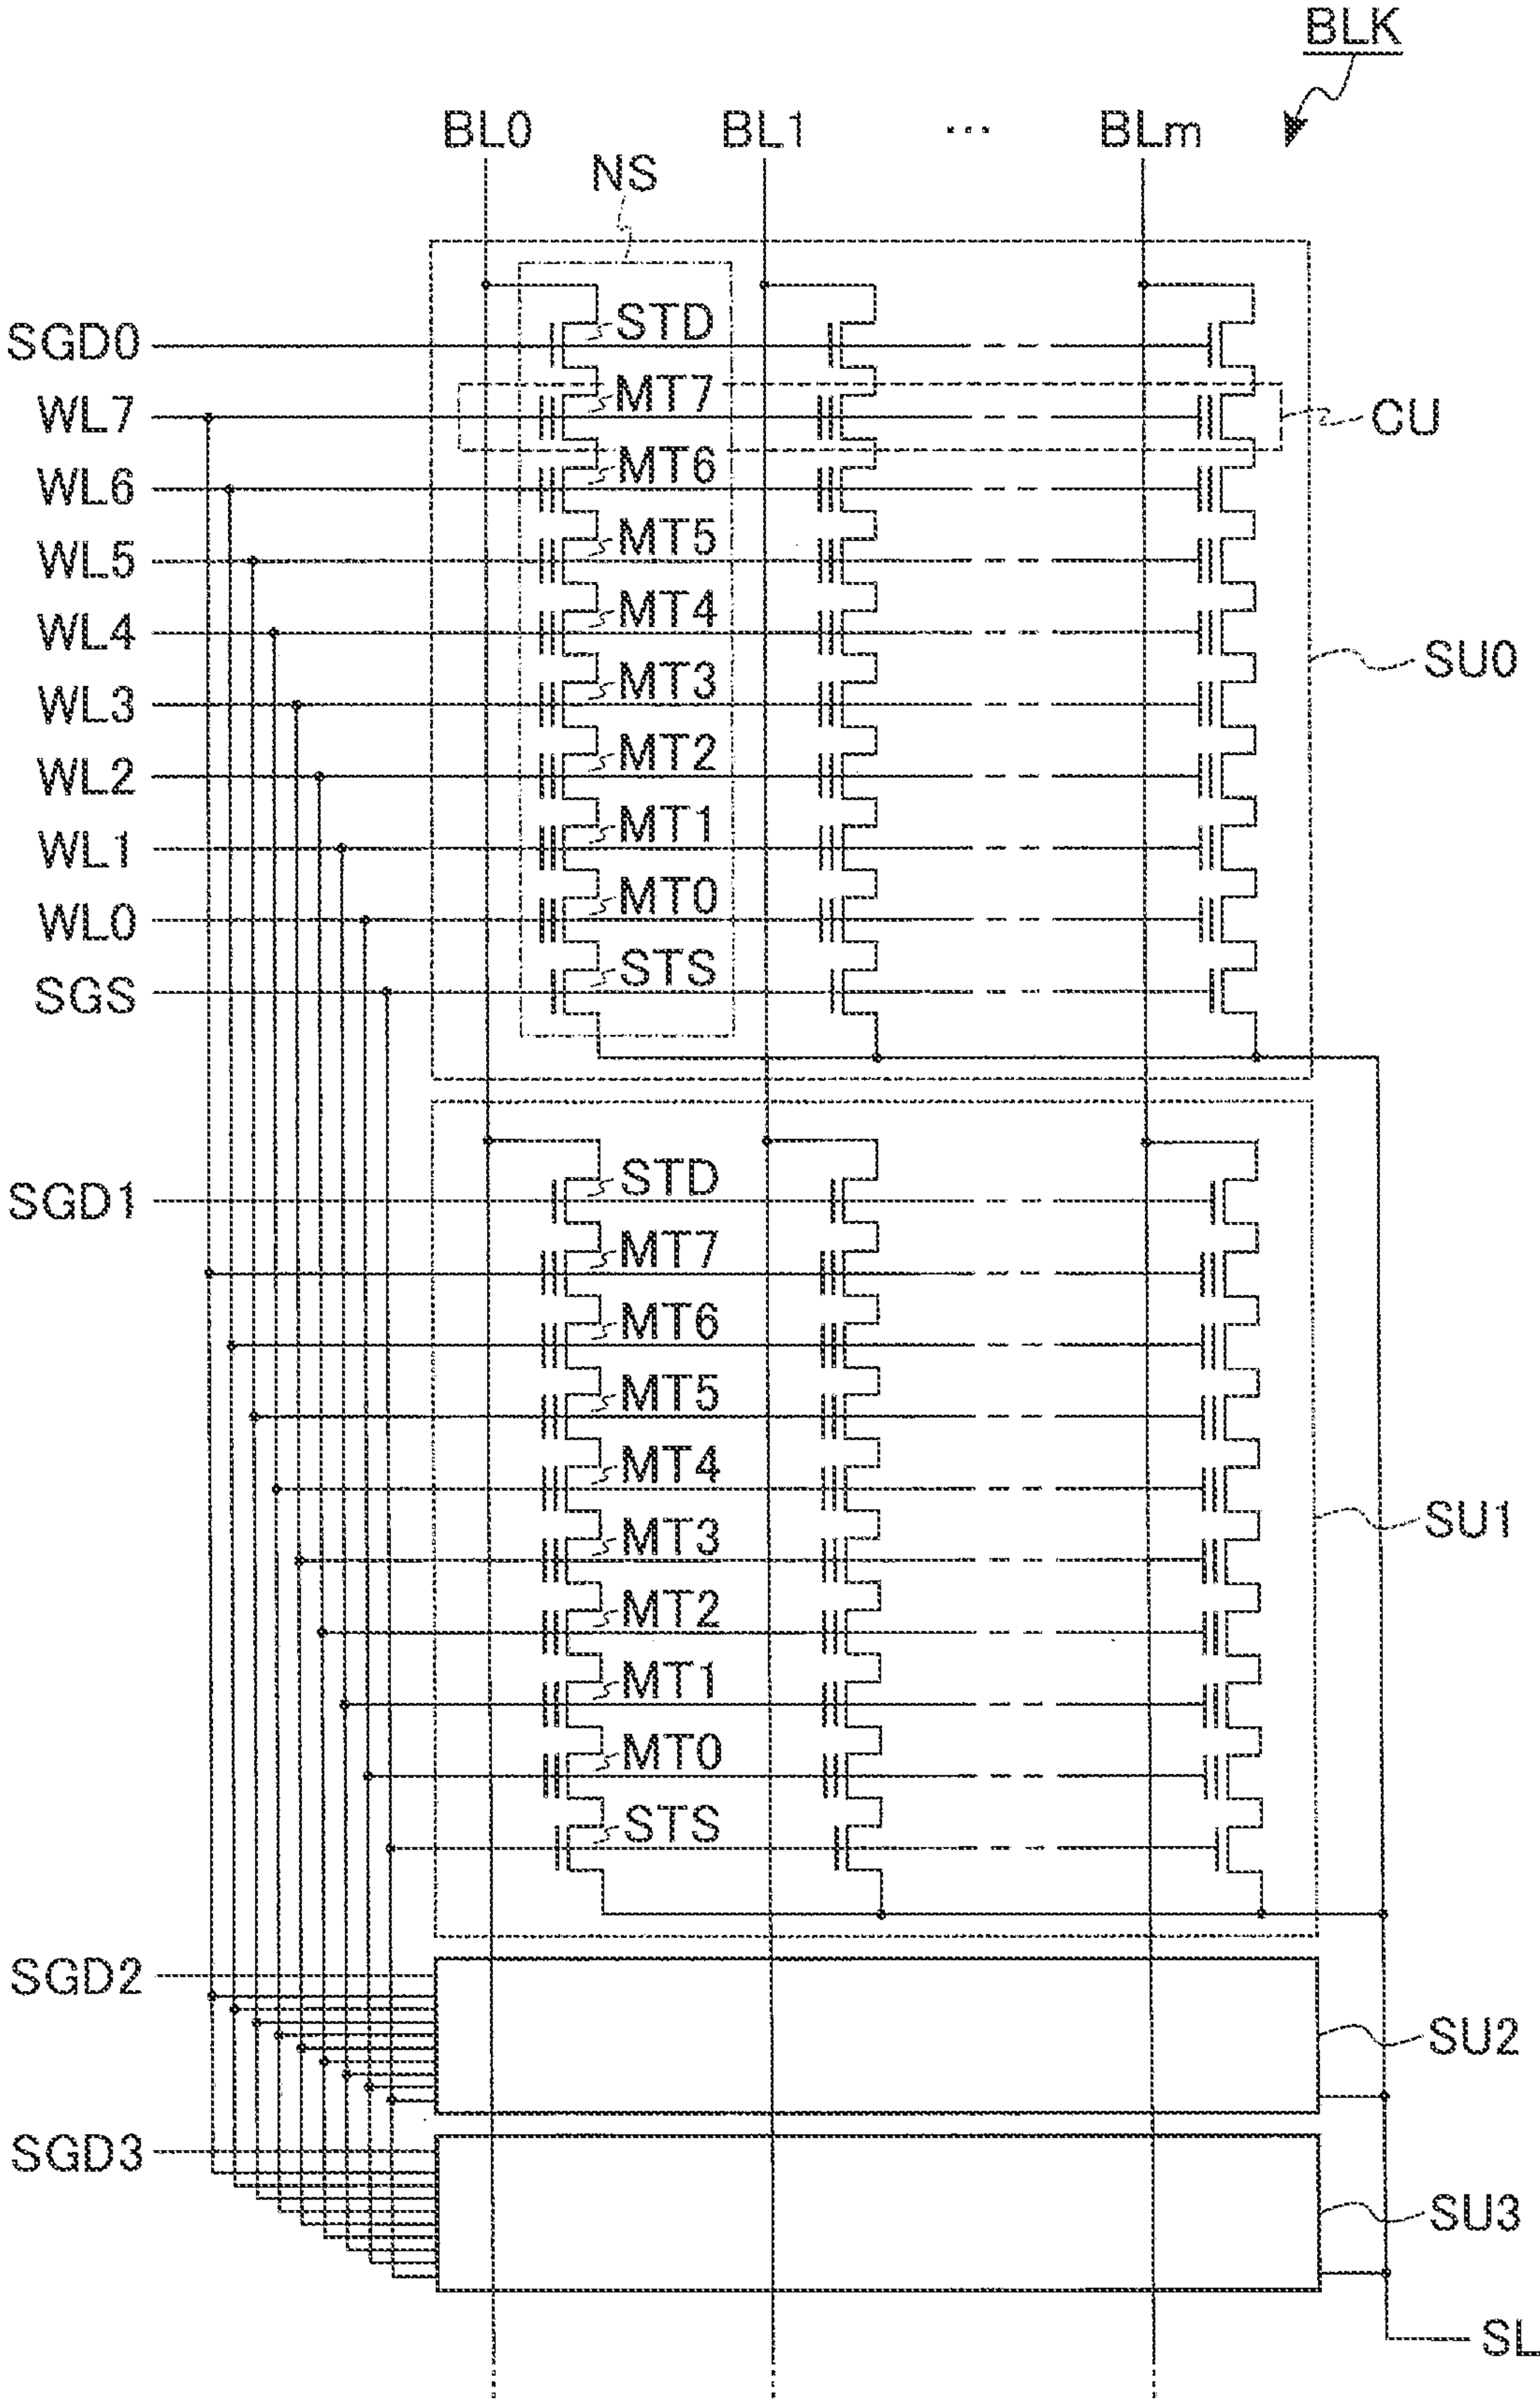 BLK
BL0 BL1 ... BLm
NS
SGD0 STD
WL7 MT7 CU
WL6 MT6
WL5 MT5
WL4 MT4
SU0
WL3 MT3
WL2 MT2
WL1 MT1
WL0 MT0
SGS STS
SGD1 STD
MT7
MT6
MT5
MT4
SU1
MT3
MT2
MT1
MT0
STS
SGD2
SU2
SGD3
SU3
SL